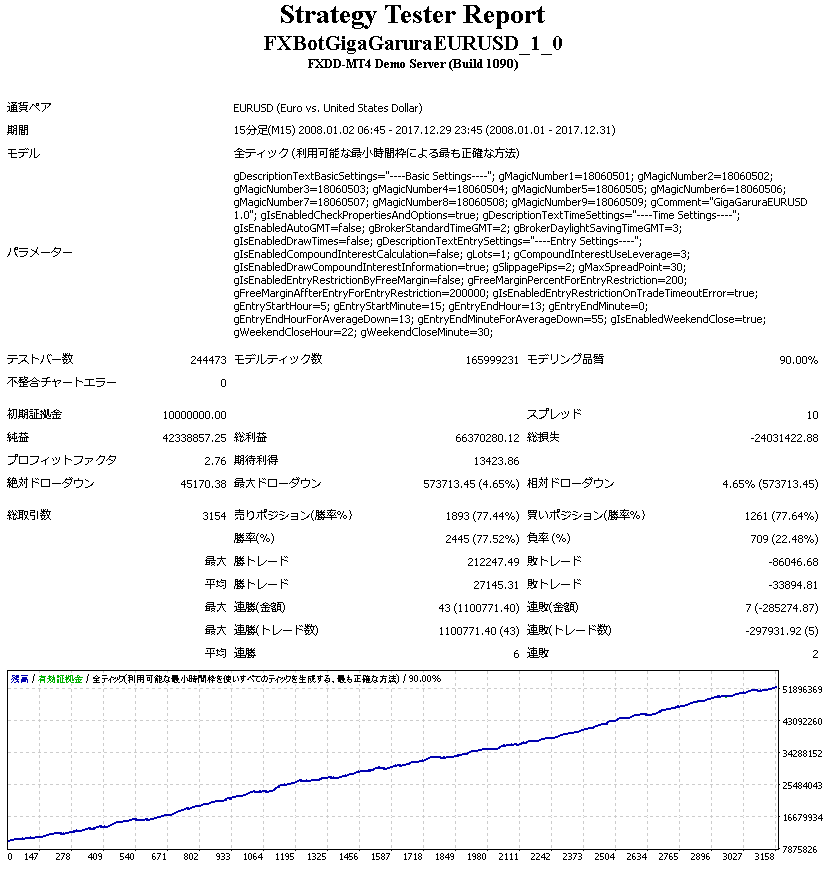 Strategy Tester Report
FXBotGigaGaruraEURUSD_1_0
FXDD-MT4 Demo Server (Build 1090)
通貨ペア EURUSD (Euro vs. United States Dollar)
期間 15分足(M15) 2008.01.02 06:45 - 2017.12.29 23:45 (2008.01.01 - 2017.12.31)
モデル 全ティック (利用可能な最小時間枠による最も正確な方法)
パラメーター
gDescriptionTextBasicSettings="----Basic Settings----"; gMagicNumber1=18060501; gMagicNumber2=18060502;
gMagicNumber3=18060503; gMagicNumber4=18060504; gMagicNumber5=18060505; gMagicNumber6=18060506;
gMagicNumber7=18060507; gMagicNumber8=18060508; gMagicNumber9=18060509; gComment="GigaGaruraEURUSD
1.0"; gIsEnabledCheckPropertiesAndOptions=true; gDescriptionTextTimeSettings="----Time Settings----";
gIsEnabledAutoGMT=false; gBrokerStandardTimeGMT=2; gBrokerDaylightSavingTimeGMT=3;
gIsEnabledDrawTimes=false; gDescriptionTextEntrySettings="----Entry Settings----";
gIsEnabledCompoundInterestCalculation=false; gLots=1; gCompoundInterestUseLeverage=3;
gIsEnabledDrawCompoundInterestInformation=true; gSlippagePips=2; gMaxSpreadPoint=30;
gIsEnabledEntryRestrictionByFreeMargin=false; gFreeMarginPercentForEntryRestriction=200;
gFreeMarginAffterEntryForEntryRestriction=200000; gIsEnabledEntryRestrictionOnTradeTimeoutError=true;
gEntryStartHour=5; gEntryStartMinute=15; gEntryEndHour=13; gEntryEndMinute=0;
gEntryEndHourForAverageDown=13; gEntryEndMinuteForAverageDown=55; gIsEnabledWeekendClose=true;
gWeekendCloseHour=22; gWeekendCloseMinute=30;
テストバー数 244473 モデルティック数 165999231 モデリング品質 90.00%
不整合チャートエラー 0
初期証拠金 10000000.00 スプレッド 10
純益 42338857.25 総利益 66370280.12 総損失 -24031422.88
プロフィットファクタ 2.76 期待利得 13423.86
絶対ドローダウン 45170.38 最大ドローダウン 573713.45 (4.65%) 相対ドローダウン 4.65% (573713.45)
総取引数 3154 売りポジション(勝率%) 1893 (77.44%) 買いポジション(勝率%) 1261 (77.64%)
勝率(%) 2445 (77.52%) 負率 (%) 709 (22.48%)
最大 勝トレード 212247.49 敗トレード -86046.68
平均 勝トレード 27145.31 敗トレード -33894.81
最大 連勝(金額) 43 (1100771.40) 連敗(金額) 7 (-285274.87)
最大 連勝(トレード数) 1100771.40 (43) 連敗(トレード数) -297931.92 (5)
平均 連勝 6 連敗 2
残高 / 有効証拠金 / 全ティック(利用可能な最小時間枠を使いすべてのティックを生成する、最も正確な方法) / 90.00%
51896369
43092260
34288152
25484043
16679934
7875826
0 147 278 409 540 671 802 933 1064 1195 1325 1456 1587 1718 1849 1980 2111 2242 2373 2504 2634 2765 2896 3027 3158